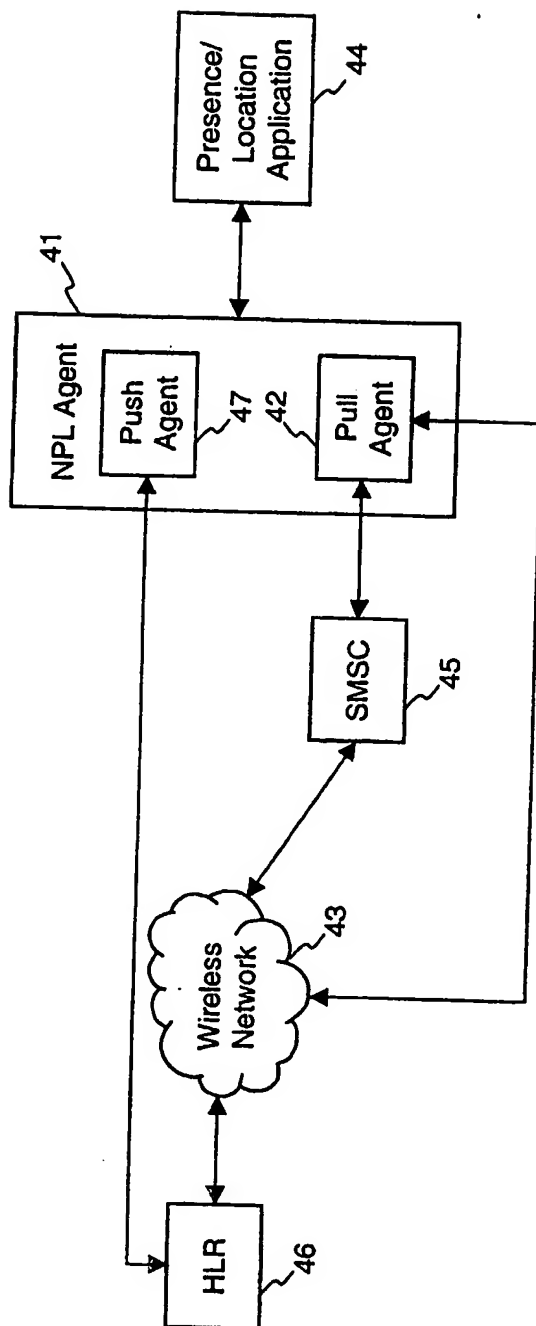 41
NPL Agent
Push
Agent
47
42
Pull
Agent
Presence/
Location
Application
44
SMSC
45
Wireless
Network
43
HLR
46